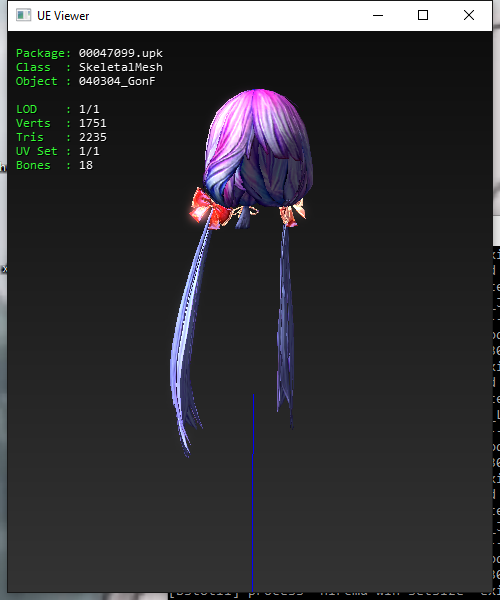 UE Viewer
Package: 00047099.upk
Class : SkeletalMesh
Object : 040304_GonF
LOD : 1/1
Verts : 1751
Tris : 2235
UV Set : 1/1
Bones : 18